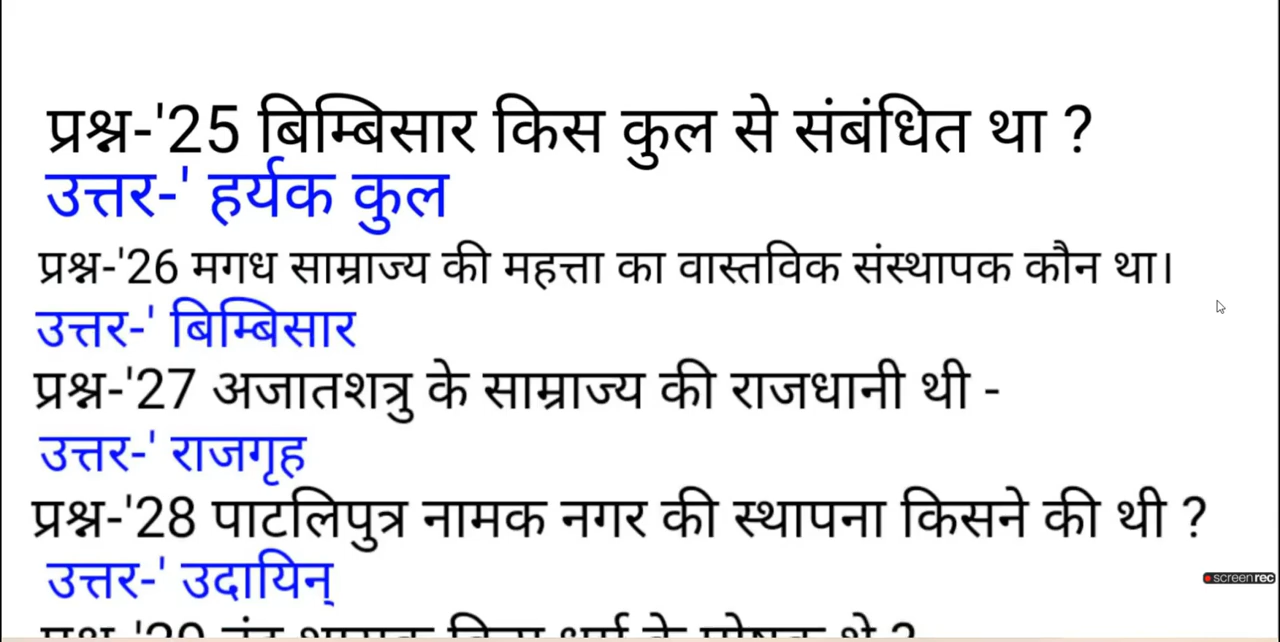 प्रश्न-'25 बिम्बिसार किस कुल से संबंधित था ?
उत्तर-' हर्यक कुल
प्रश्न-'26 मगध साम्राज्य की महत्ता का वास्तविक संस्थापक कौन था।
उत्तर-' बिम्बिसार
प्रश्न-'27 अजातशत्रु के साम्राज्य की राजधानी थी -
उत्तर-' राजगृह
प्रश्न-'28 पाटलिपुत्र नामक नगर की स्थापना किसने की थी ?
उत्तर-' उदायिन्
screenrec